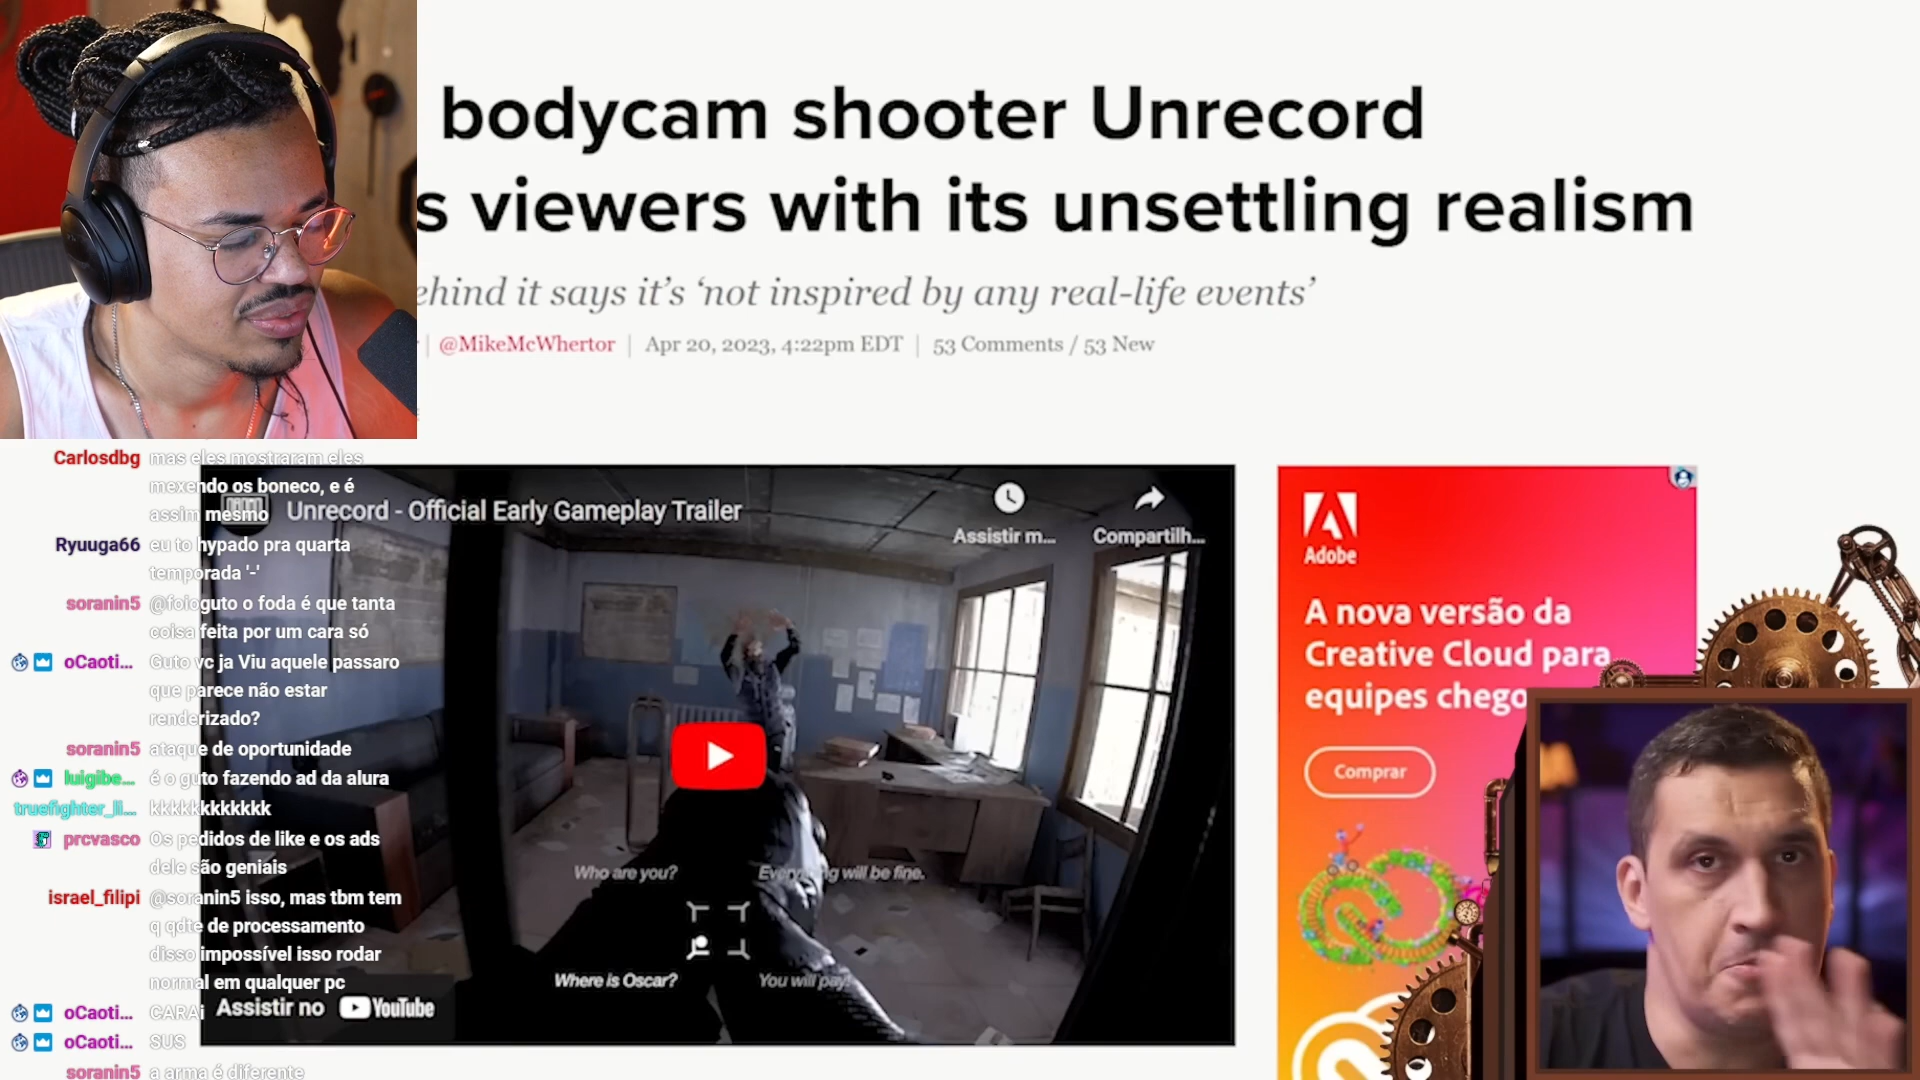 bodycam shooter Unrecord
s viewers with its unsettling realism
ehind it says it's 'not inspired by any real-life events'
| @MikeMcWhertor | Apr 20, 2023, 4:22pm EDT | 53 Comments / 53 New
Carlosdbg mas eles mostraram eles
mexendo os boneco, e é
assim mesmo
Ryuuga66 eu to hypado pra quarta
temporada '-'
soranin5 @foioguto o foda é que tanta
coisa feita por um cara só
oCaoti... Guto vc ja Viu aquele passaro
que parece não estar
renderizado?
soranin5 ataque de oportunidade
luigibe... é o guto fazendo ad da alura
truefighter_li... kkkkkkkkkkkk
prcvasco Os pedidos de like e os ads
dele são geniais
israel_filipi @soranin5 isso, mas tbm tem
q qdte de processamento
disso impossível isso rodar
normal em qualquer pc
oCaoti... CARAi
oCaoti... SUS
soranin5 a arma é diferente
Unrecord - Official Early Gameplay Trailer
Assistir m...
Compartilh...
Who are you?
Everything will be fine.
Where is Oscar?
You will pay!
Assistir no YouTube
Adobe
A nova versão da
Creative Cloud para
equipes chego
Comprar